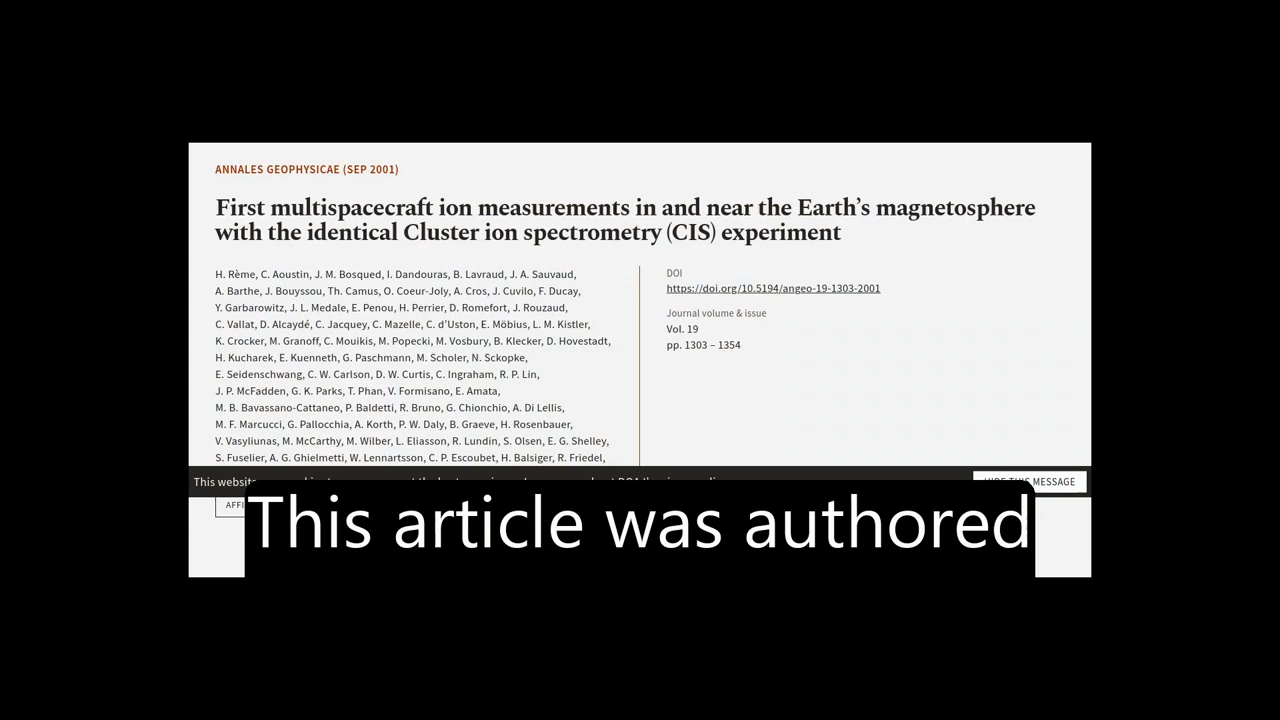 ANNALES GEOPHYSICAE (SEP 2001)
First multispacecraft ion measurements in and near the Earth’s magnetosphere
with the identical Cluster ion spectrometry (CIS) experiment
H. Rème, C. Aoustin, J. M. Bosqued, I. Dandouras, B. Lavraud, J. A. Sauvaud,
A. Barthe, J. Bouyssou, Th. Camus, O. Coeur-Joly, A. Cros, J. Cuvilo, F. Ducay,
Y. Garbarowitz, J. L. Medale, E. Penou, H. Perrier, D. Romefort, J. Rouzaud,
C. Vallat, D. Alcaydé, C. Jacquey, C. Mazelle, C. d’Uston, E. Möbius, L. M. Kistler,
K. Crocker, M. Granoff, C. Mouikis, M. Popecki, M. Vosbury, B. Klecker, D. Hovestadt,
H. Kucharek, E. Kuenneth, G. Paschmann, M. Scholer, N. Sckopke,
E. Seidenschwang, C. W. Carlson, D. W. Curtis, C. Ingraham, R. P. Lin,
J. P. McFadden, G. K. Parks, T. Phan, V. Formisano, E. Amata,
M. B. Bavassano-Cattaneo, P. Baldetti, R. Bruno, G. Chionchio, A. Di Lellis,
M. F. Marcucci, G. Pallocchia, A. Korth, P. W. Daly, B. Graeve, H. Rosenbauer,
V. Vasyliunas, M. McCarthy, M. Wilber, L. Eliasson, R. Lundin, S. Olsen, E. G. Shelley,
S. Fuselier, A. G. Ghielmetti, W. Lennartsson, C. P. Escoubet, H. Balsiger, R. Friedel,
DOI
https://doi.org/10.5194/angeo-19-1303-2001
Journal volume & issue
Vol. 19
pp. 1303 – 1354
This
HIDE THIS MESSAGE
This article was authored